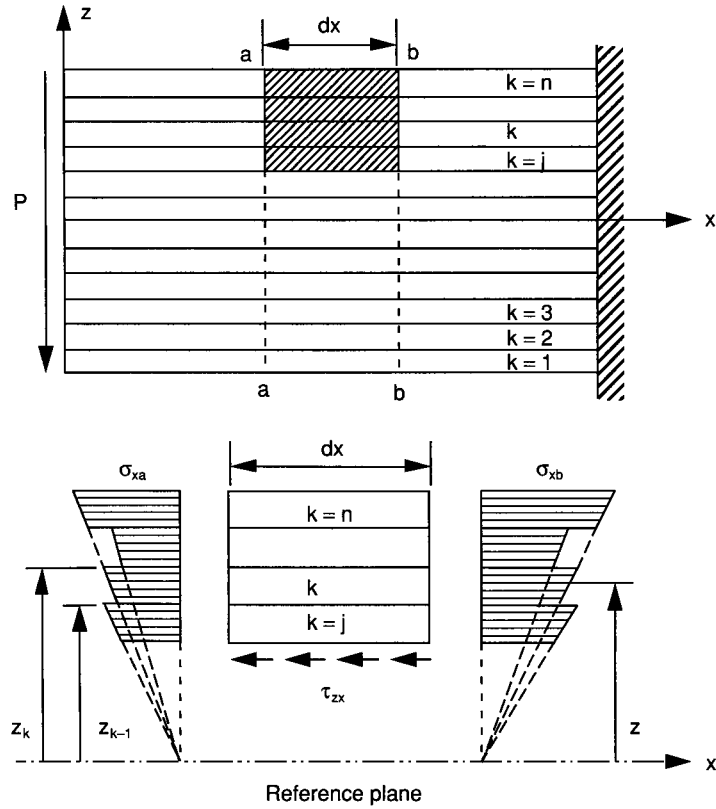 z
dx
a b
k = n
k
k = j
P
x
k = 3
k = 2
k = 1
a b
dx
σxa σxb
k = n
k
k = j
τzx
zk zk–1 z
x
Reference plane